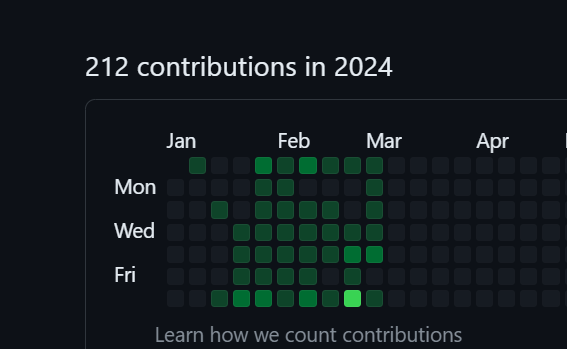 212 contributions in 2024
Jan Feb Mar Apr
Mon
Wed
Fri
Learn how we count contributions